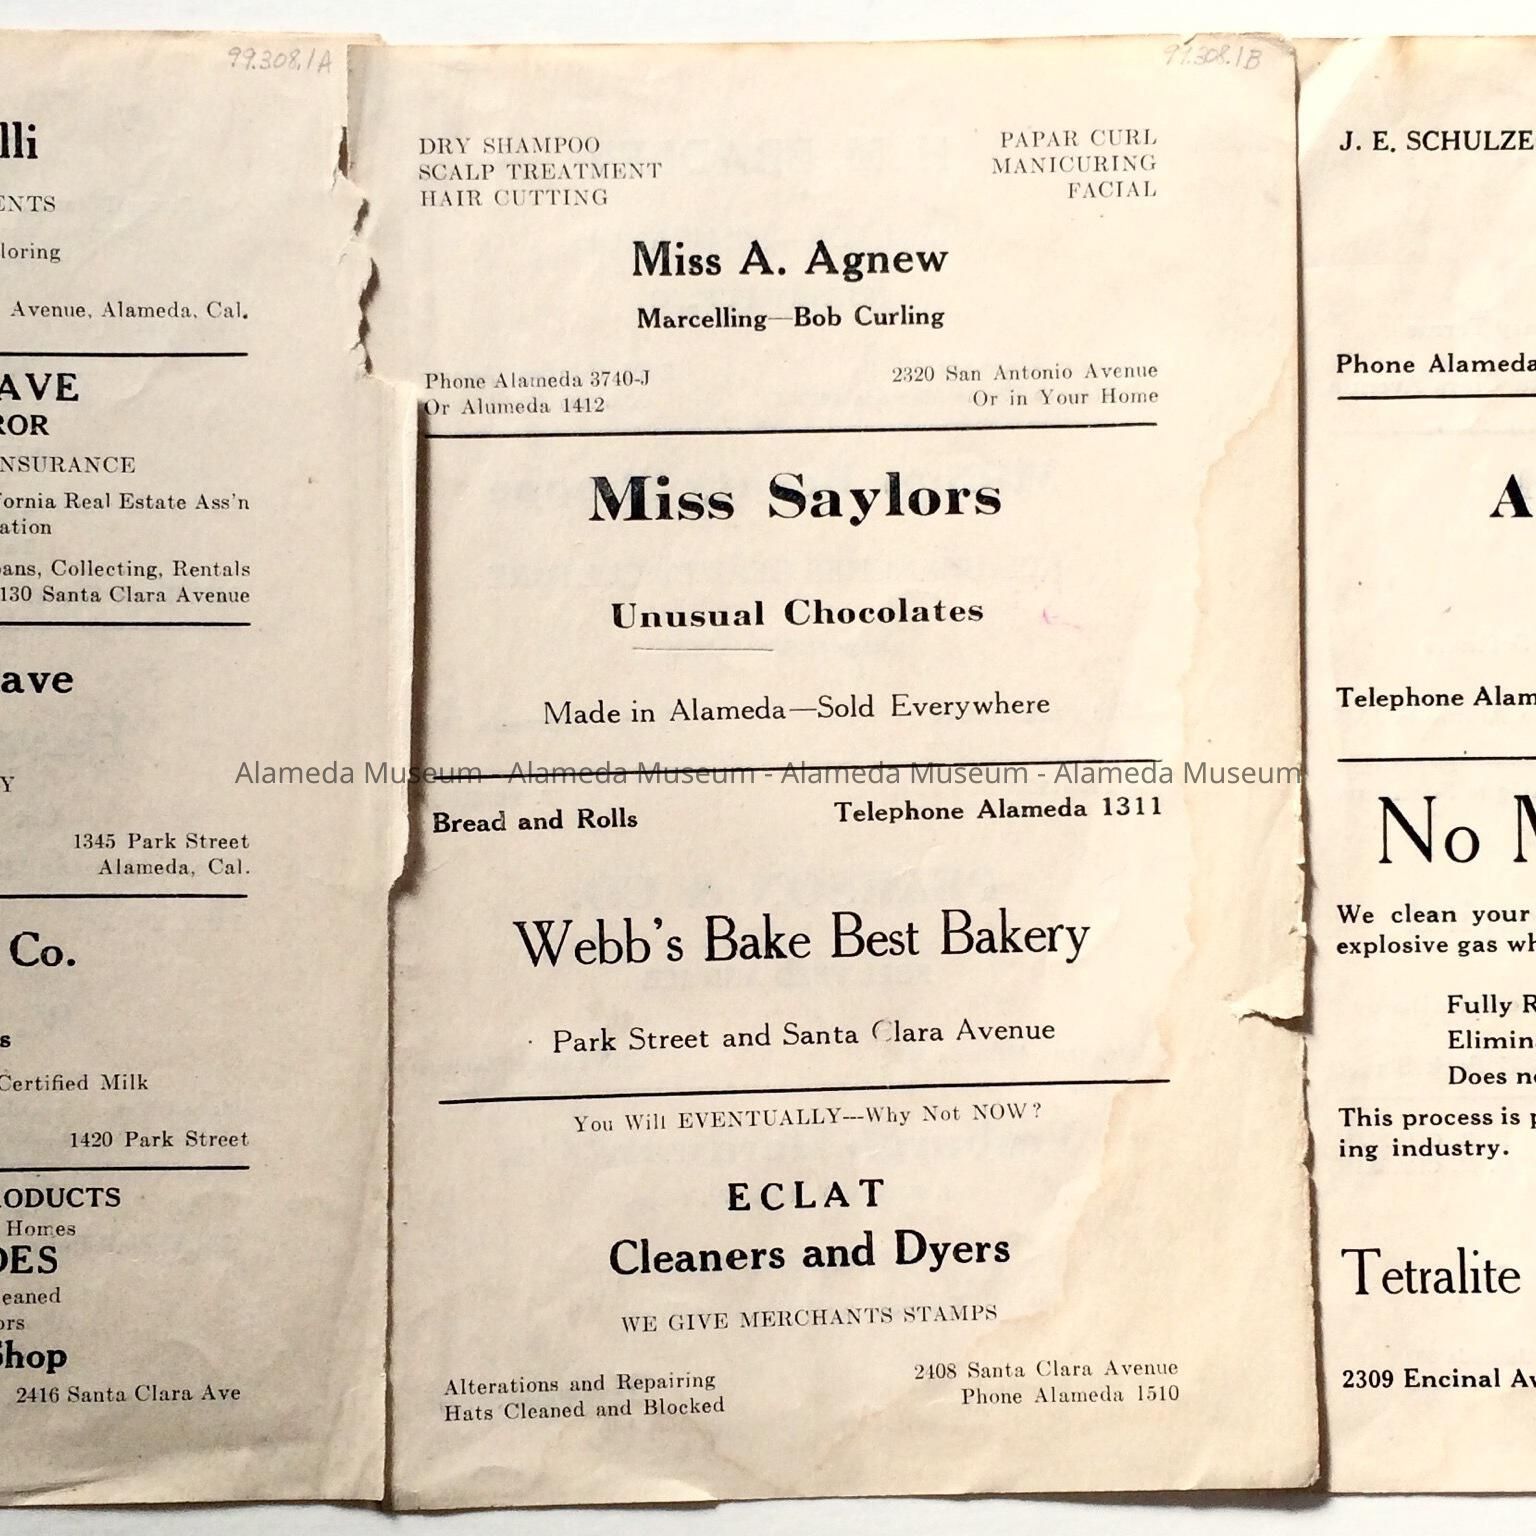 99.308.1A
lli
ENTS
loring
Avenue, Alameda, Cal.
AVE
ROR
NSURANCE
fornia Real Estate Ass'n
ation
oans, Collecting, Rentals
130 Santa Clara Avenue
ave
Y
1345 Park Street
Alameda, Cal.
Co.
s
Certified Milk
1420 Park Street
RODUCTS
Homes
DES
eaned
ors
Shop
2416 Santa Clara Ave
99.308.1B
DRY SHAMPOO
SCALP TREATMENT
HAIR CUTTING
PAPAR CURL
MANICURING
FACIAL
Miss A. Agnew
Marcelling—Bob Curling
Phone Alameda 3740-J
Or Alumeda 1412
2320 San Antonio Avenue
Or in Your Home
Miss Saylors
Unusual Chocolates
Made in Alameda—Sold Everywhere
Alameda Museum - Alameda Museum - Alameda Museum - Alameda Museum
Bread and Rolls
Telephone Alameda 1311
Webb's Bake Best Bakery
Park Street and Santa Clara Avenue
You Will EVENTUALLY---Why Not NOW?
ECLAT
Cleaners and Dyers
WE GIVE MERCHANTS STAMPS
Alterations and Repairing
Hats Cleaned and Blocked
2408 Santa Clara Avenue
Phone Alameda 1510
J. E. SCHULZE
Phone Alameda
A
Telephone Alam
No M
We clean your
explosive gas wh
Fully R
Elimin
Does no
This process is p
ing industry.
Tetralite
2309 Encinal Av